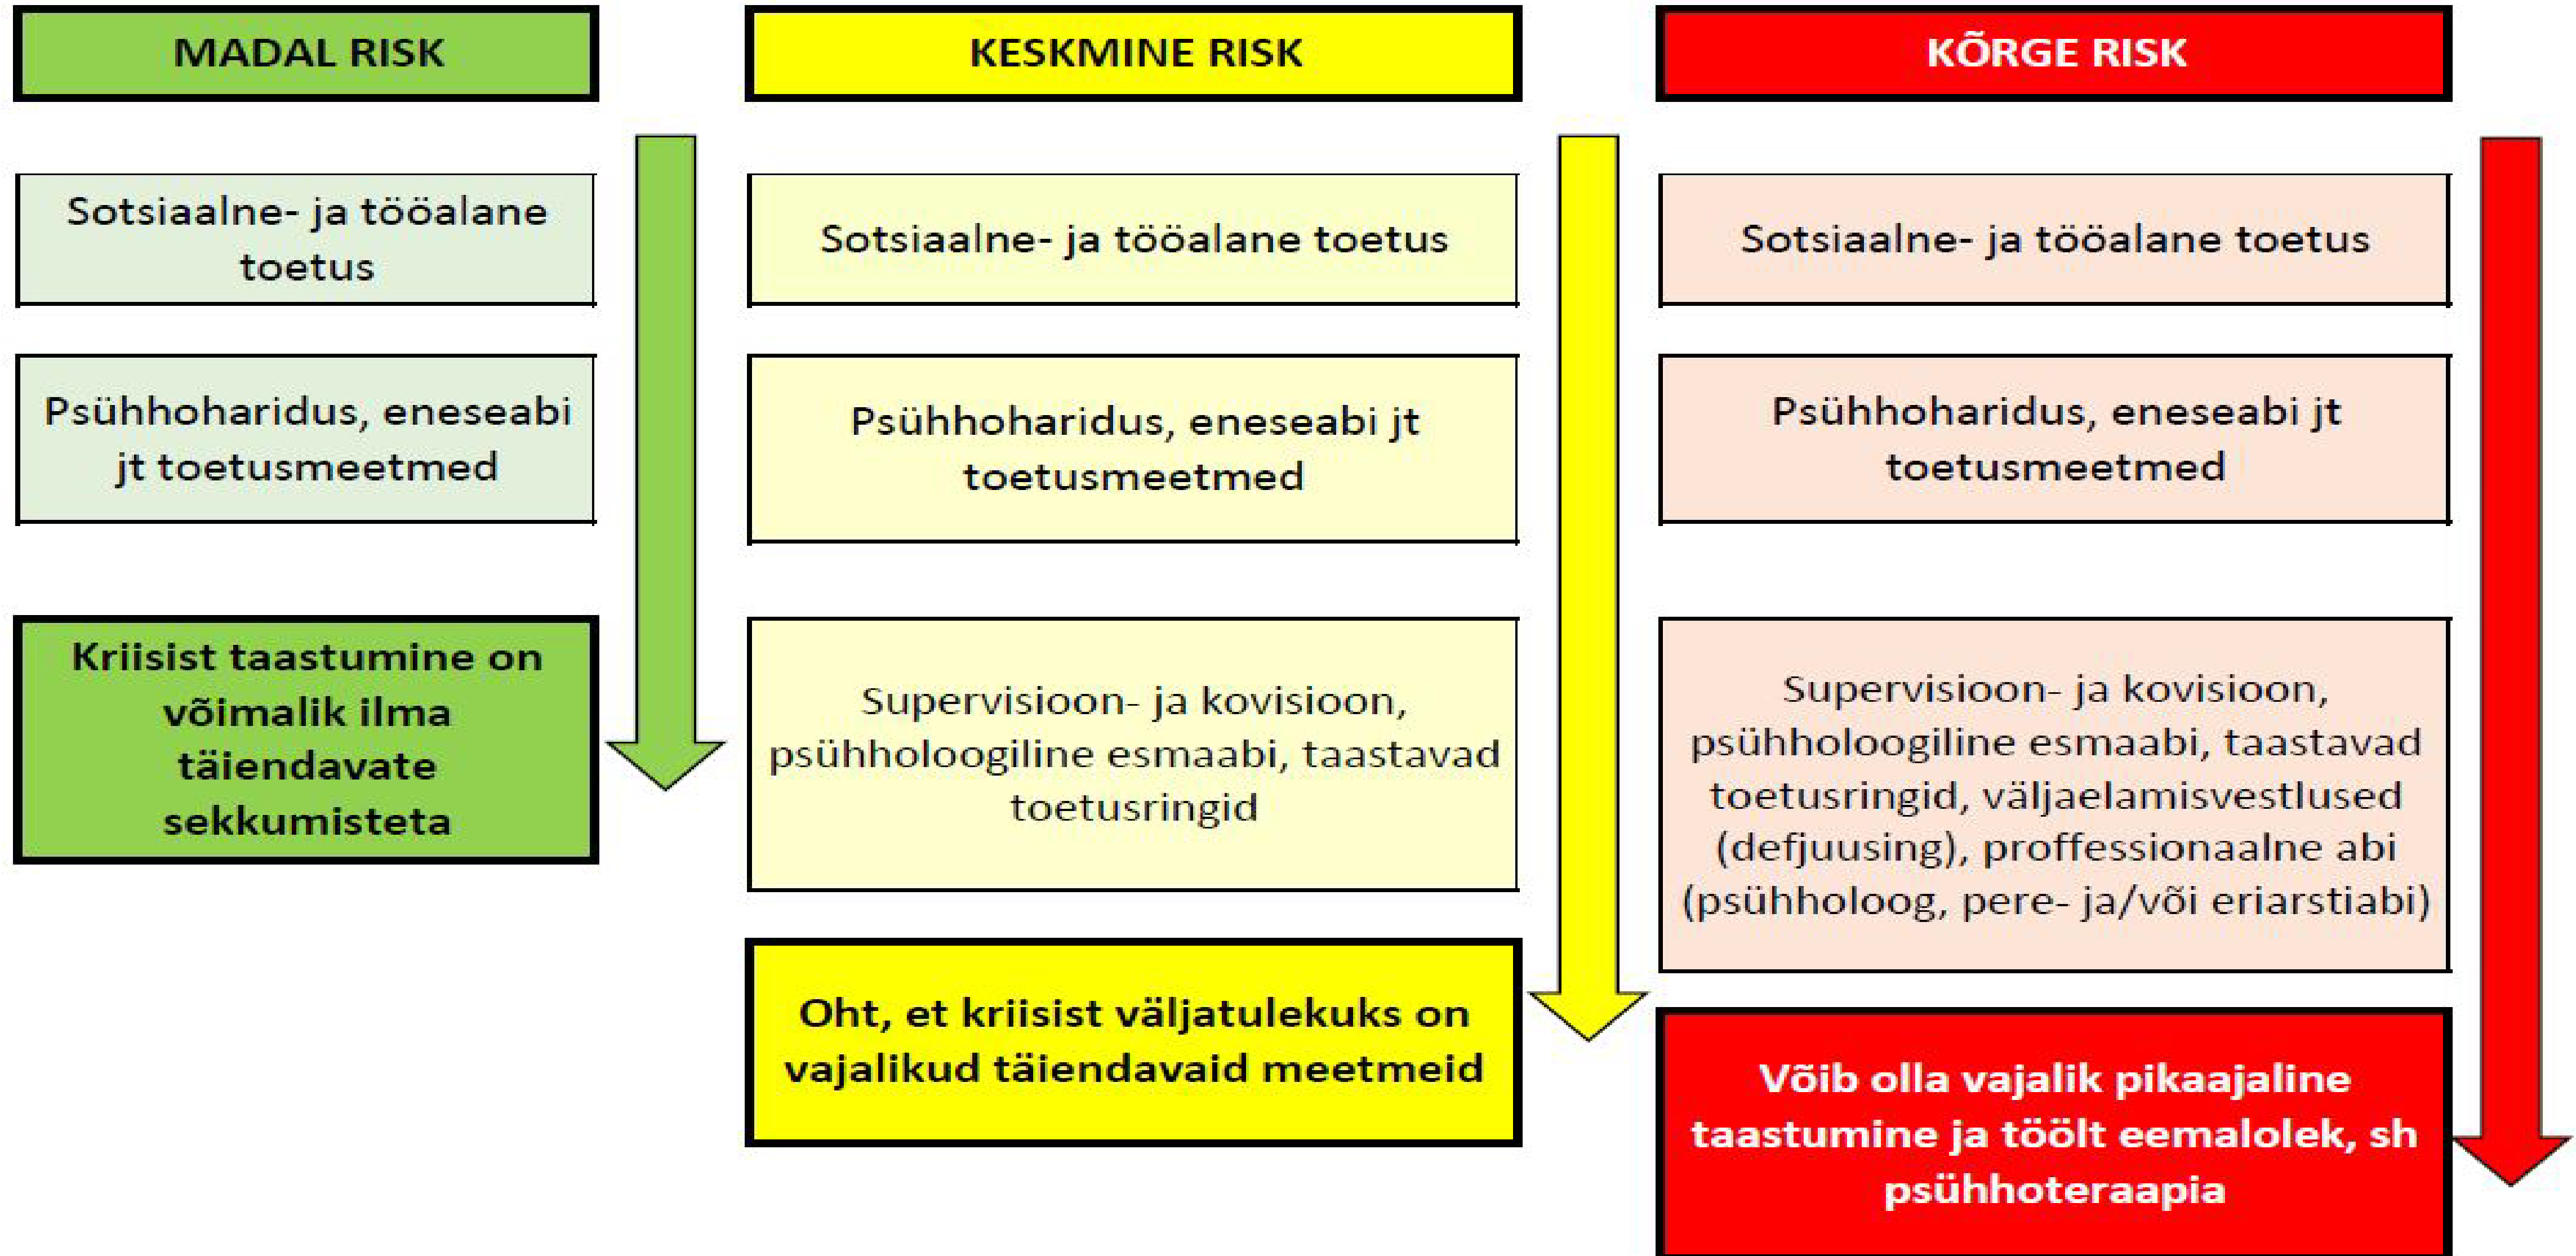 MADAL RISK
Sotsiaalne- ja tööalane
toetus
Psühhoharidus, eneseabi
jt toetusmeetmed
Kriisist taastumine on
võimalik ilma
täiendavate
sekkumisteta
KESKMINE RISK
Sotsiaalne- ja tööalane toetus
Psühhoharidus, eneseabi jt
toetusmeetmed
Supervisioon- ja kovisioon,
psühholoogiline esmaabi, taastavad
toetusringid
Oht, et kriisist väljatulekuks on
vajalikud täiendavaid meetmeid
KÕRGE RISK
Sotsiaalne- ja tööalane toetus
Psühhoharidus, eneseabi jt
toetusmeetmed
Supervisioon- ja kovisioon,
psühholoogiline esmaabi, taastavad
toetusringid, väljaelamisvestlused
(defjuusing), proffessionaalne abi
(psühholoog, pere- ja/või eriarstiabi)
Võib olla vajalik pikaajaline
taastumine ja töölt eemalolek, sh
psühhoteraapia